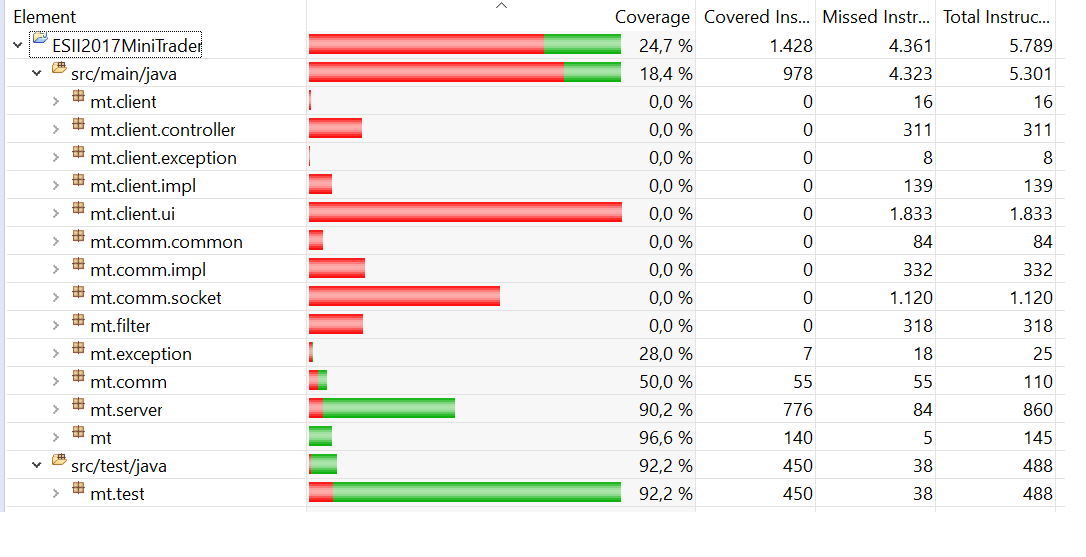 Element Coverage Covered Ins... Missed Instr... Total Instruc...
ESII2017MiniTrader 24,7 % 1.428 4.361 5.789
src/main/java 18,4 % 978 4.323 5.301
mt.client 0,0 % 0 16 16
mt.client.controller 0,0 % 0 311 311
mt.client.exception 0,0 % 0 8 8
mt.client.impl 0,0 % 0 139 139
mt.client.ui 0,0 % 0 1.833 1.833
mt.comm.common 0,0 % 0 84 84
mt.comm.impl 0,0 % 0 332 332
mt.comm.socket 0,0 % 0 1.120 1.120
mt.filter 0,0 % 0 318 318
mt.exception 28,0 % 7 18 25
mt.comm 50,0 % 55 55 110
mt.server 90,2 % 776 84 860
mt 96,6 % 140 5 145
src/test/java 92,2 % 450 38 488
mt.test 92,2 % 450 38 488